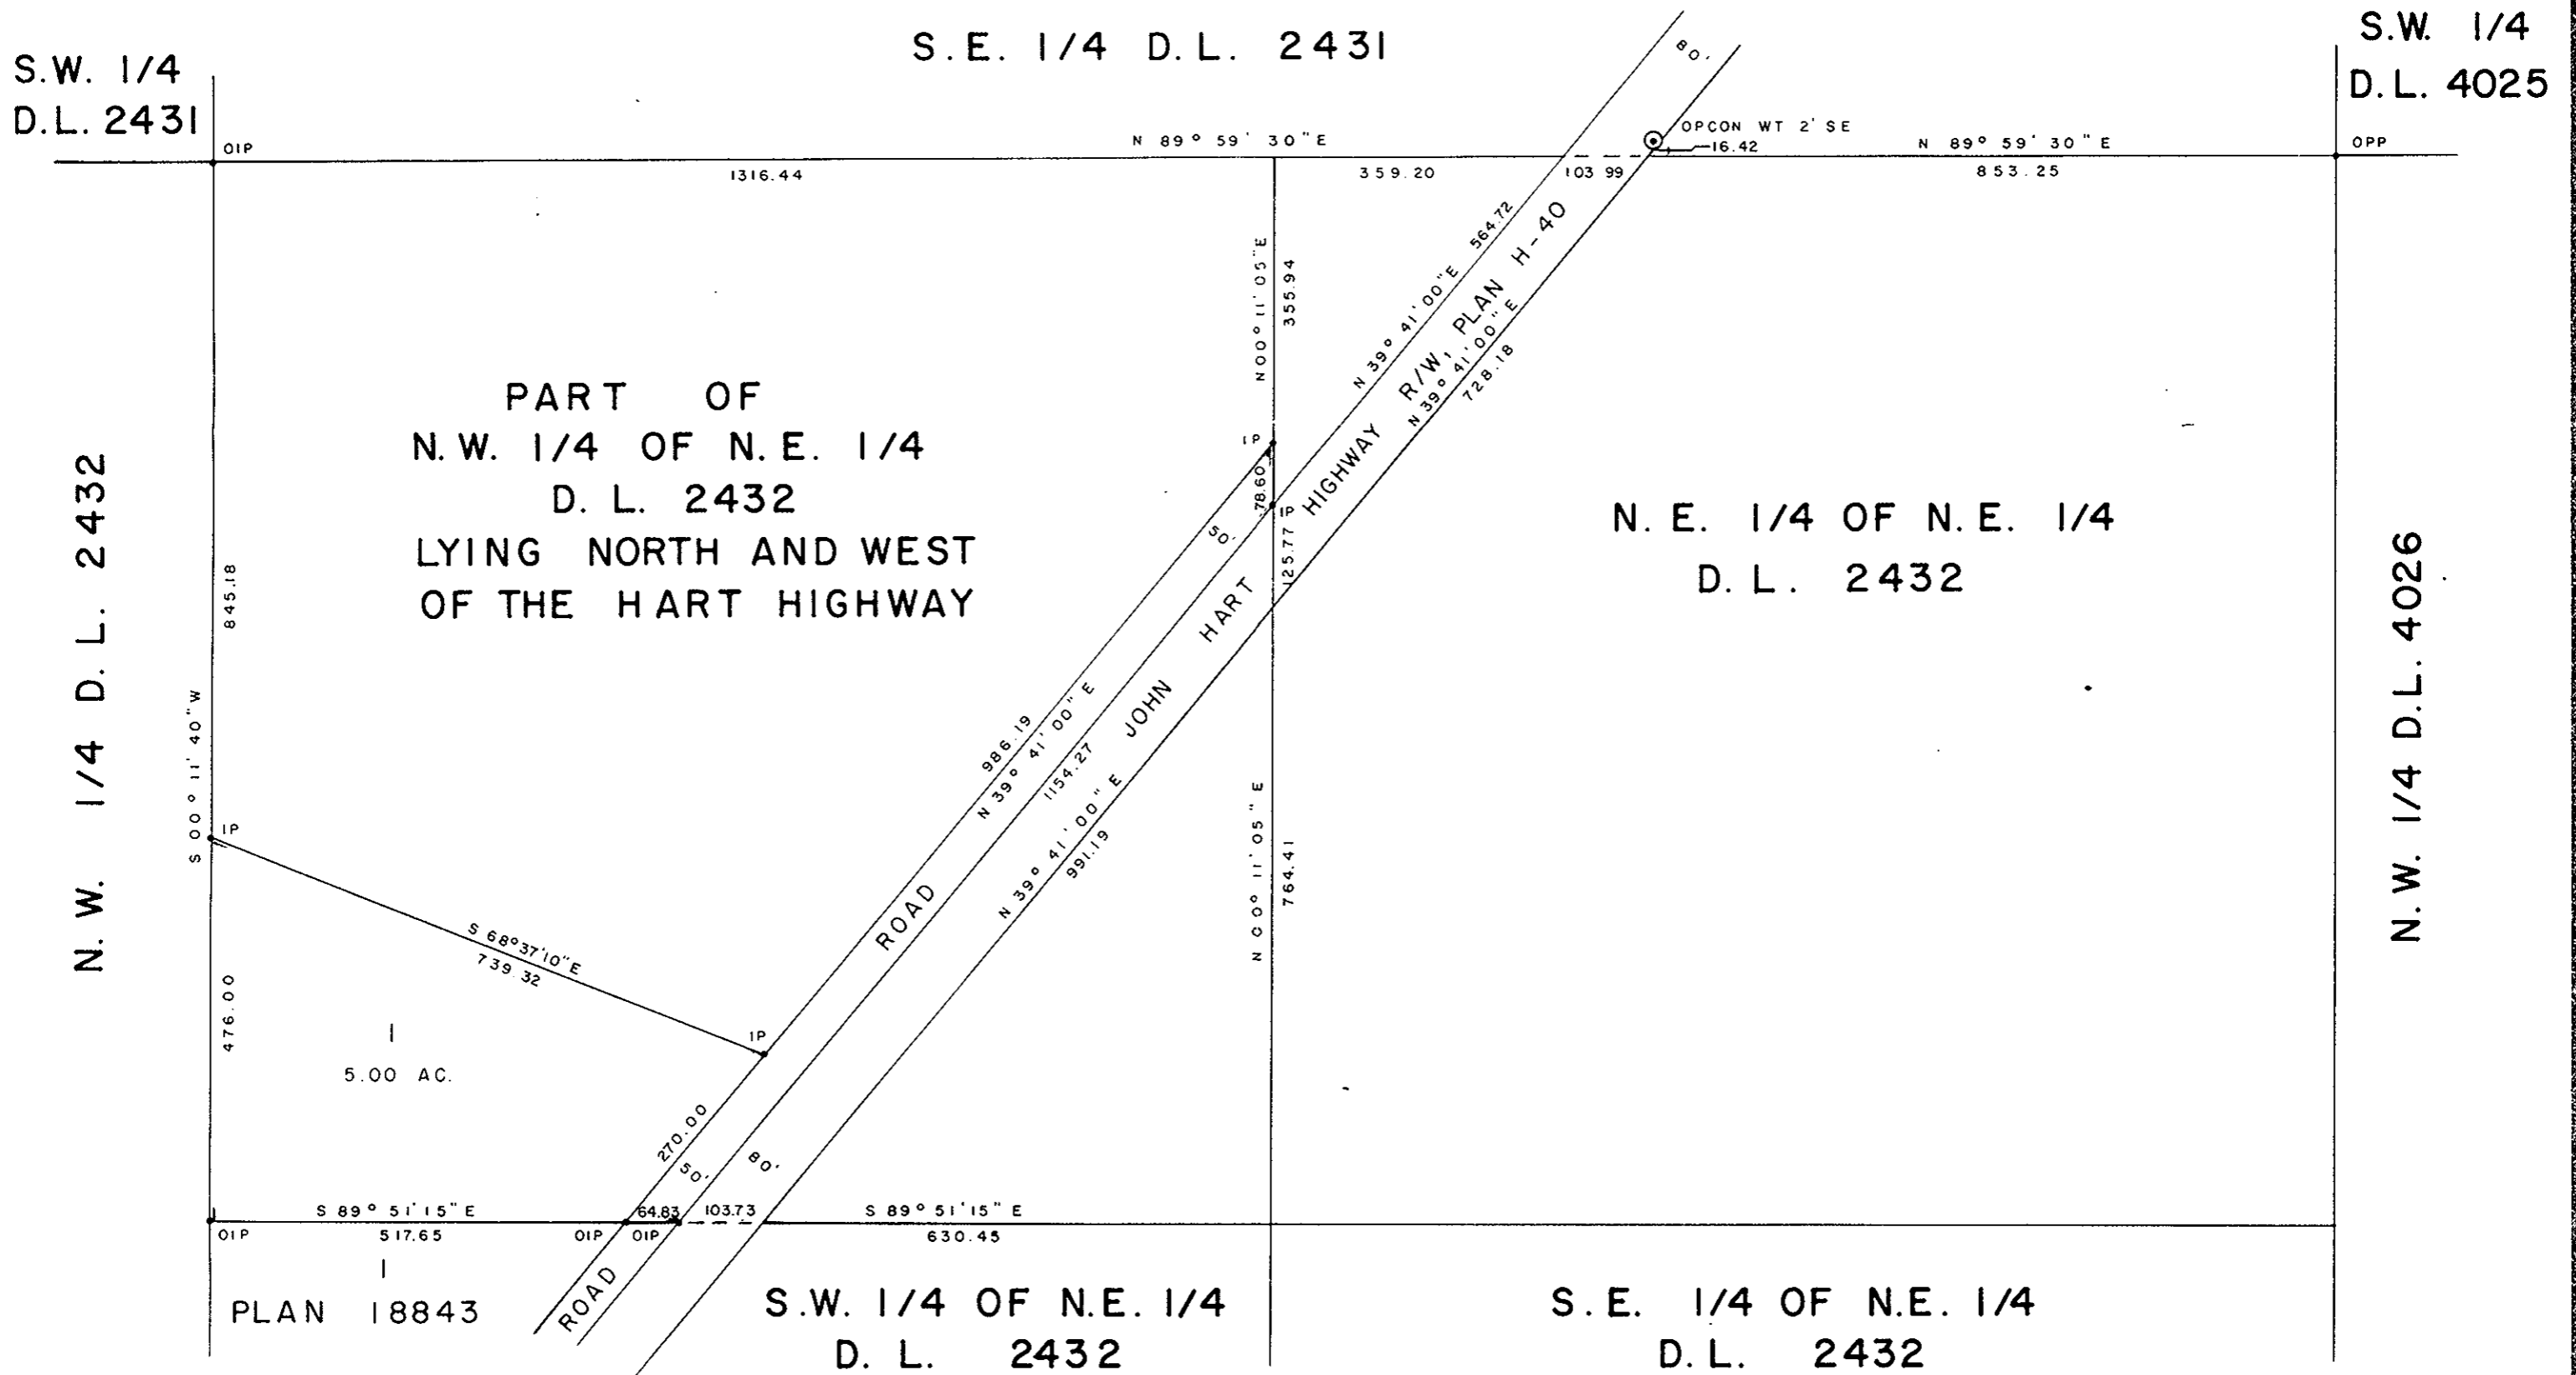 S.E. 1/4 D.L. 2431
S.W. 1/4
D.L. 2431
S.W. 1/4
D.L. 4025
80'
OIP
N 89° 59' 30" E
OPCON WT 2' SE
16.42
N 89° 59' 30" E
OPP
1316.44
359.20
103.99
853.25
N00° 11' 05" E
355.94
N 39° 41' 00" E 564.72
JOHN HART HIGHWAY R/W, PLAN H-40
N 39° 41' 00" E
728.18
PART OF
N.W. 1/4 OF N.E. 1/4
D.L. 2432
LYING NORTH AND WEST
OF THE HART HIGHWAY
IP
78.60
IP
50'
125.77
N.E. 1/4 OF N.E. 1/4
D.L. 2432
N.W. 1/4 D.L. 2432
N.W. 1/4 D.L. 4026
845.18
S 00° 11' 40" W
986.19
N 39° 41' 00" E
1154.27
N 39° 41' 00" E
991.19
N 00° 11' 05" E
764.41
IP
ROAD
S 68° 37' 10" E
739.32
476.00
IP
1
5.00 AC.
270.00
50'
80'
S 89° 51' 15" E
64.83
103.73
S 89° 51' 15" E
OIP
517.65
OIP
OIP
630.45
1
PLAN 18843
ROAD
S.W. 1/4 OF N.E. 1/4
D.L. 2432
S.E. 1/4 OF N.E. 1/4
D.L. 2432